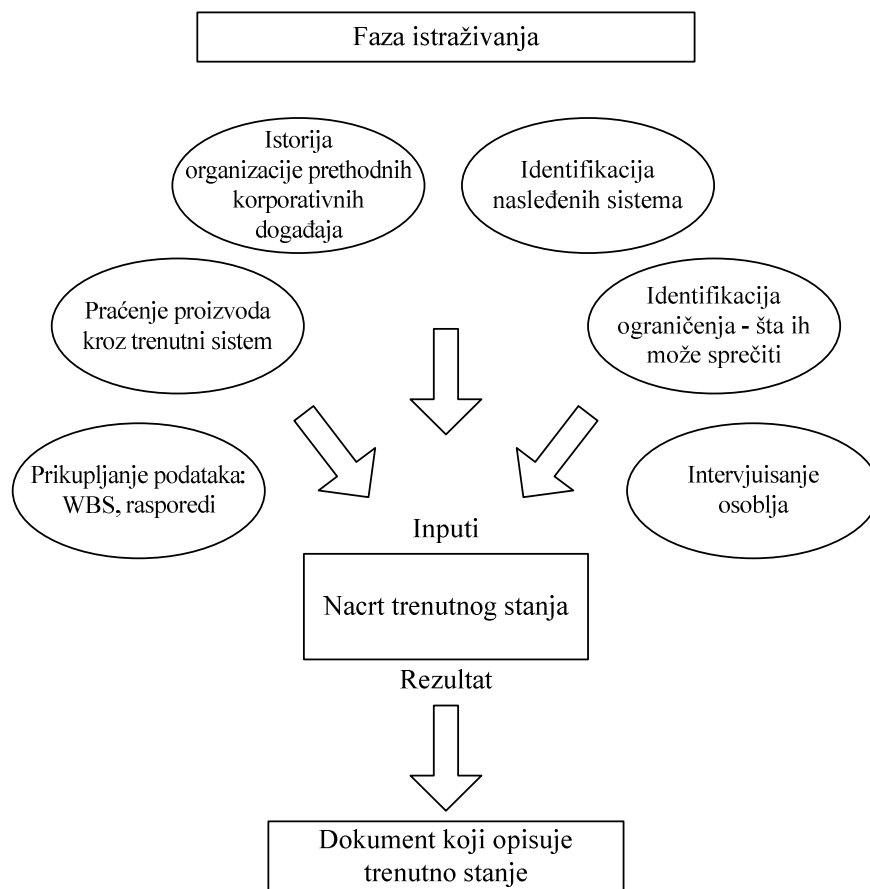 Faza istraživanja
Istorija
organizacije prethodnih
korporativnih
događaja
Identifikacija
nasleđenih sistema
Praćenje proizvoda
kroz trenutni sistem
Identifikacija
ograničenja - šta ih
može sprečiti
Prikupljanje podataka:
WBS, rasporedi
Intervjuisanje
osoblja
Inputi
Nacrt trenutnog stanja
Rezultat
Dokument koji opisuje
trenutno stanje